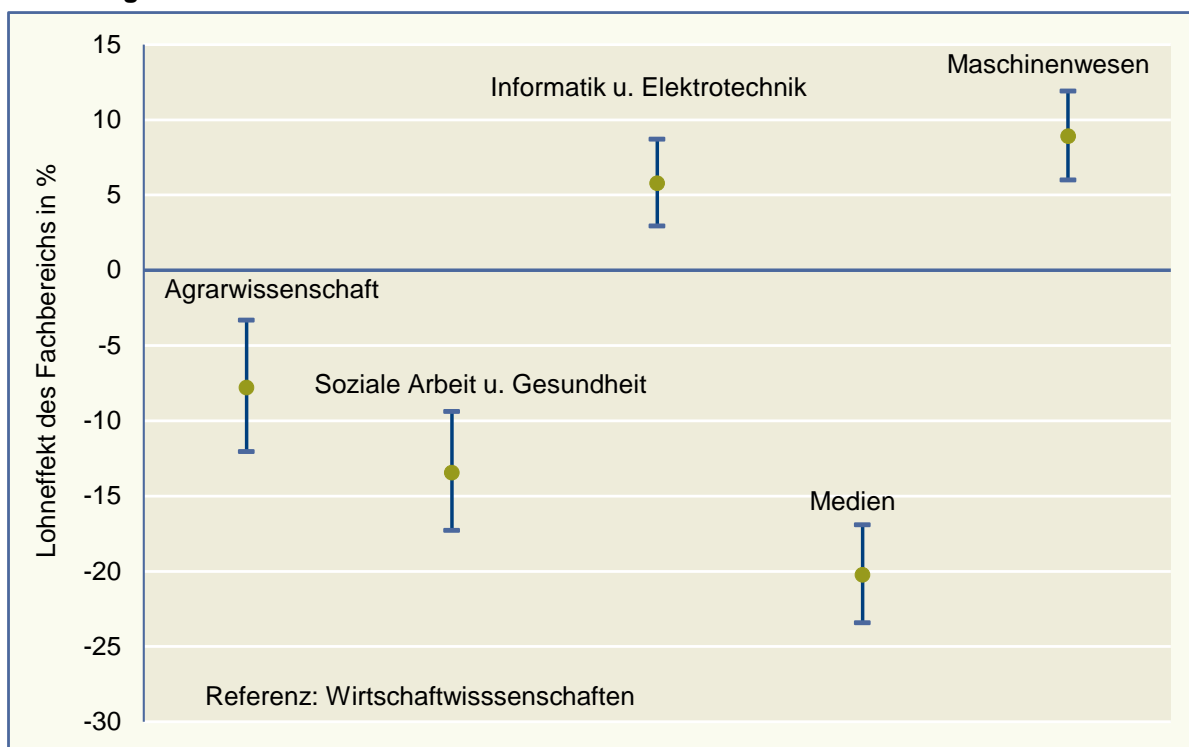 15
Maschinenwesen
Informatik u. Elektrotechnik
10
5
0
Agrarwissenschaft
-5
Soziale Arbeit u. Gesundheit
-10
-15
Medien
-20
-25
Referenz: Wirtschaftwisssenschaften
-30
Lohneffekt des Fachbereichs in %